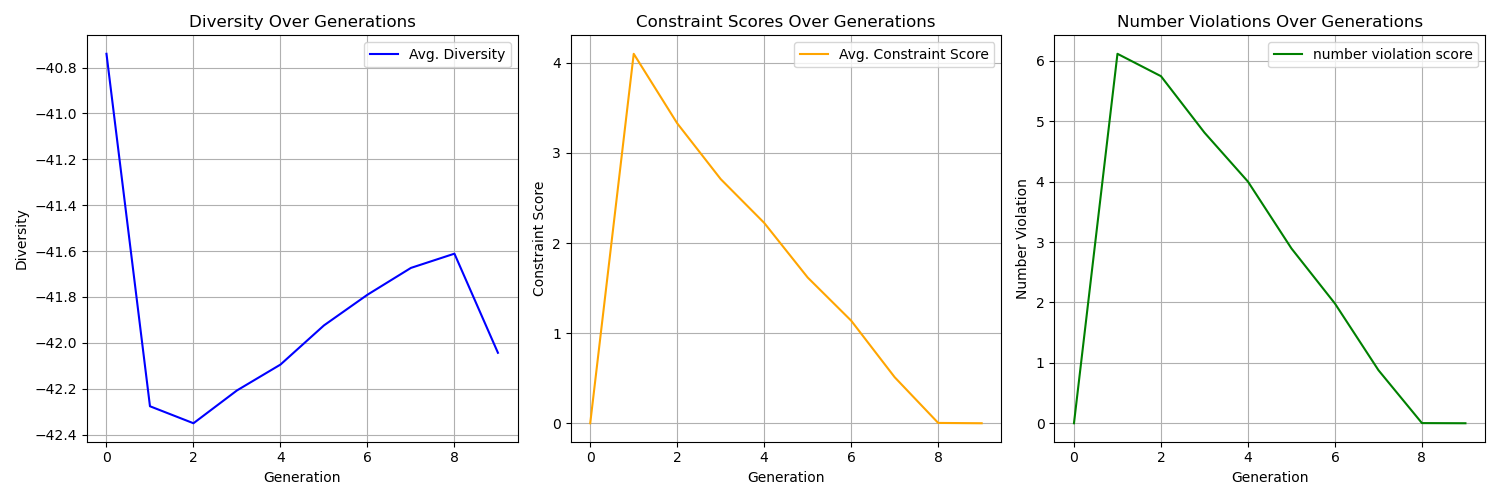 Diversity Over Generations
Avg. Diversity
Diversity
−40.8
−41.0
−41.2
−41.4
−41.6
−41.8
−42.0
−42.2
−42.4
0 2 4 6 8
Generation
Constraint Scores Over Generations
Avg. Constraint Score
Constraint Score
4
3
2
1
0
0 2 4 6 8
Generation
Number Violations Over Generations
number violation score
Number Violation
6
5
4
3
2
1
0
0 2 4 6 8
Generation